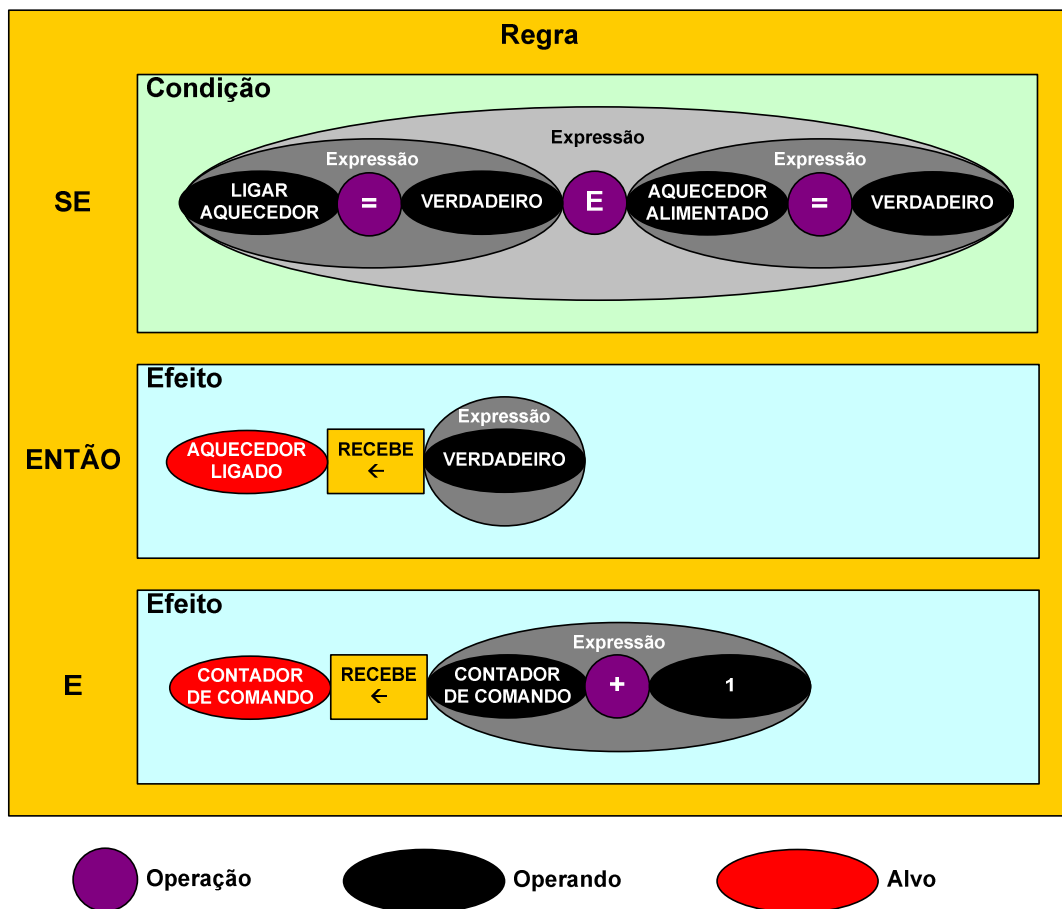 Regra
Condição
Expressão
Expressão
Expressão
SE
LIGAR
AQUECEDOR
=
VERDADEIRO
E
AQUECEDOR
ALIMENTADO
=
VERDADEIRO
Efeito
Expressão
ENTÃO
AQUECEDOR
LIGADO
RECEBE
←
VERDADEIRO
Efeito
Expressão
E
CONTADOR
DE COMANDO
RECEBE
←
CONTADOR
DE COMANDO
+
1
Operação
Operando
Alvo